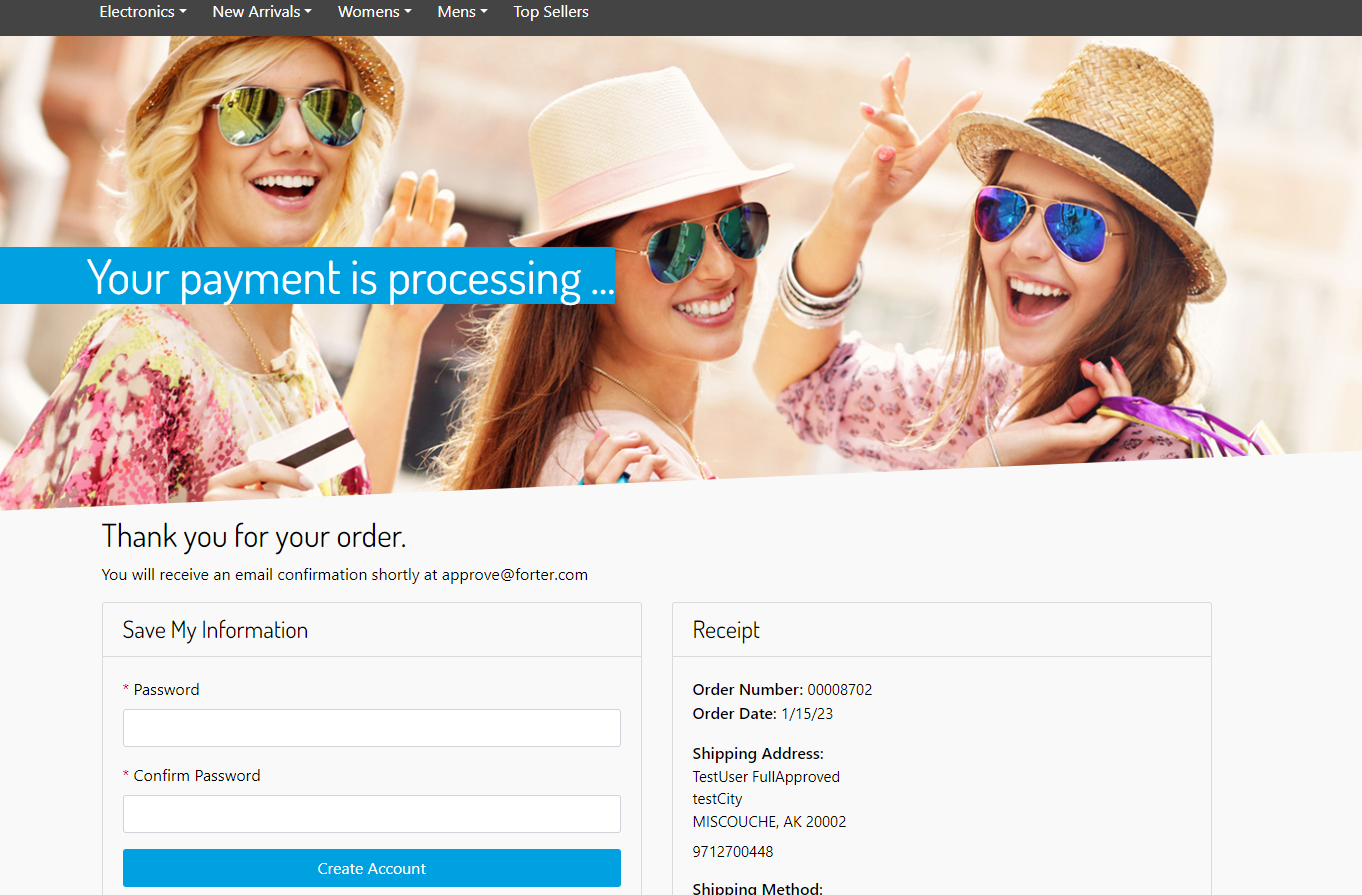 Electronics New Arrivals Womens Mens Top Sellers
Your payment is processing ...
Thank you for your order.
You will receive an email confirmation shortly at approve@forter.com
Save My Information
* Password
* Confirm Password
Create Account
Receipt
Order Number: 00008702
Order Date: 1/15/23
Shipping Address:
TestUser FullApproved
testCity
MISCOUCHE, AK 20002
9712700448
Shipping Method: